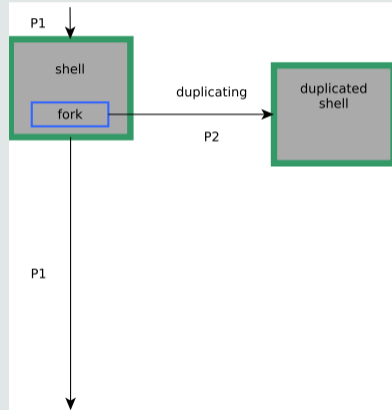 P1
shell
fork
duplicating
P2
duplicated
shell
P1